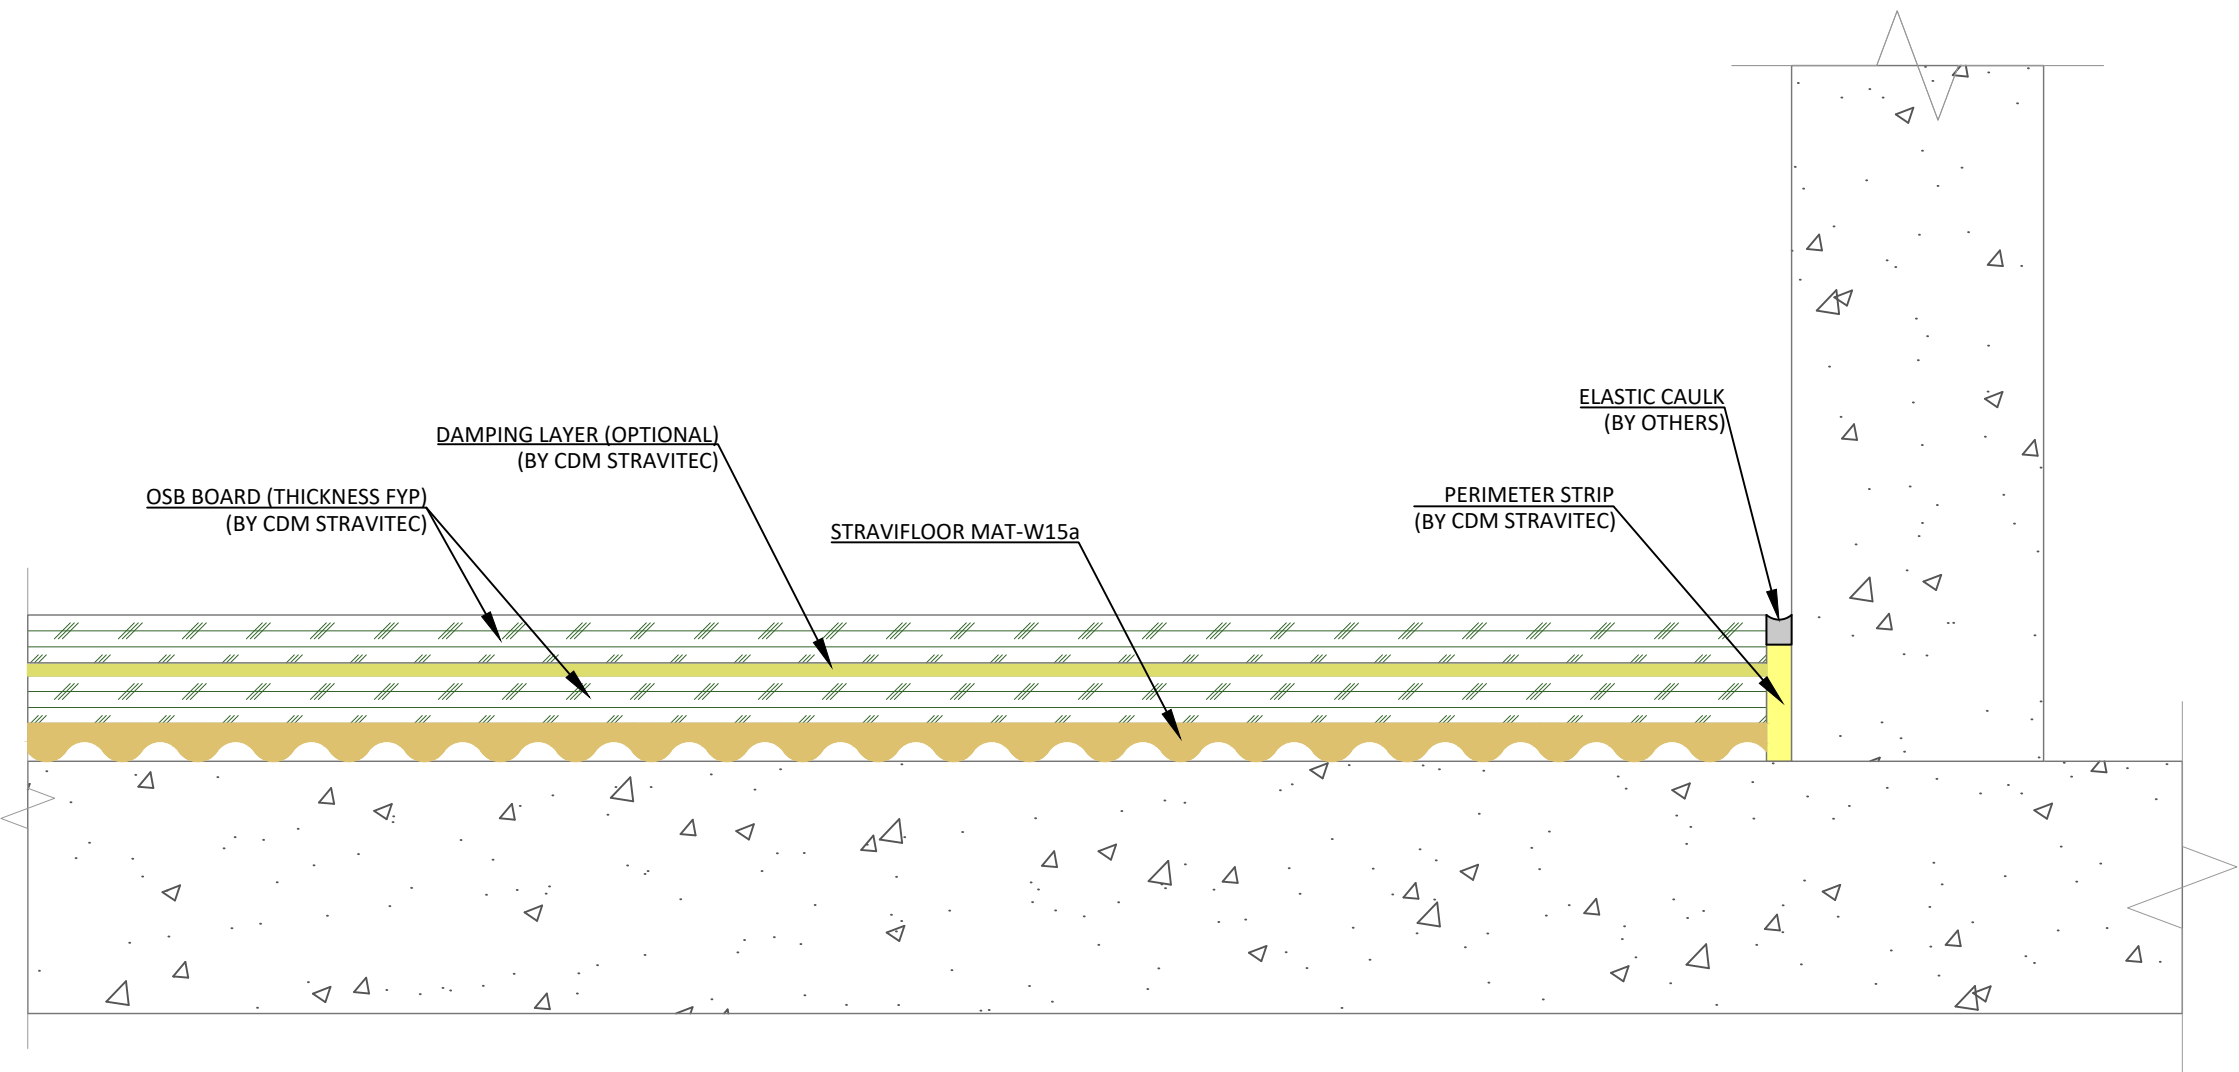 ELASTIC CAULK
(BY OTHERS)
DAMPING LAYER (OPTIONAL)
(BY CDM STRAVITEC)
OSB BOARD (THICKNESS FYP)
(BY CDM STRAVITEC)
PERIMETER STRIP
(BY CDM STRAVITEC)
STRAVIFLOOR MAT-W15a